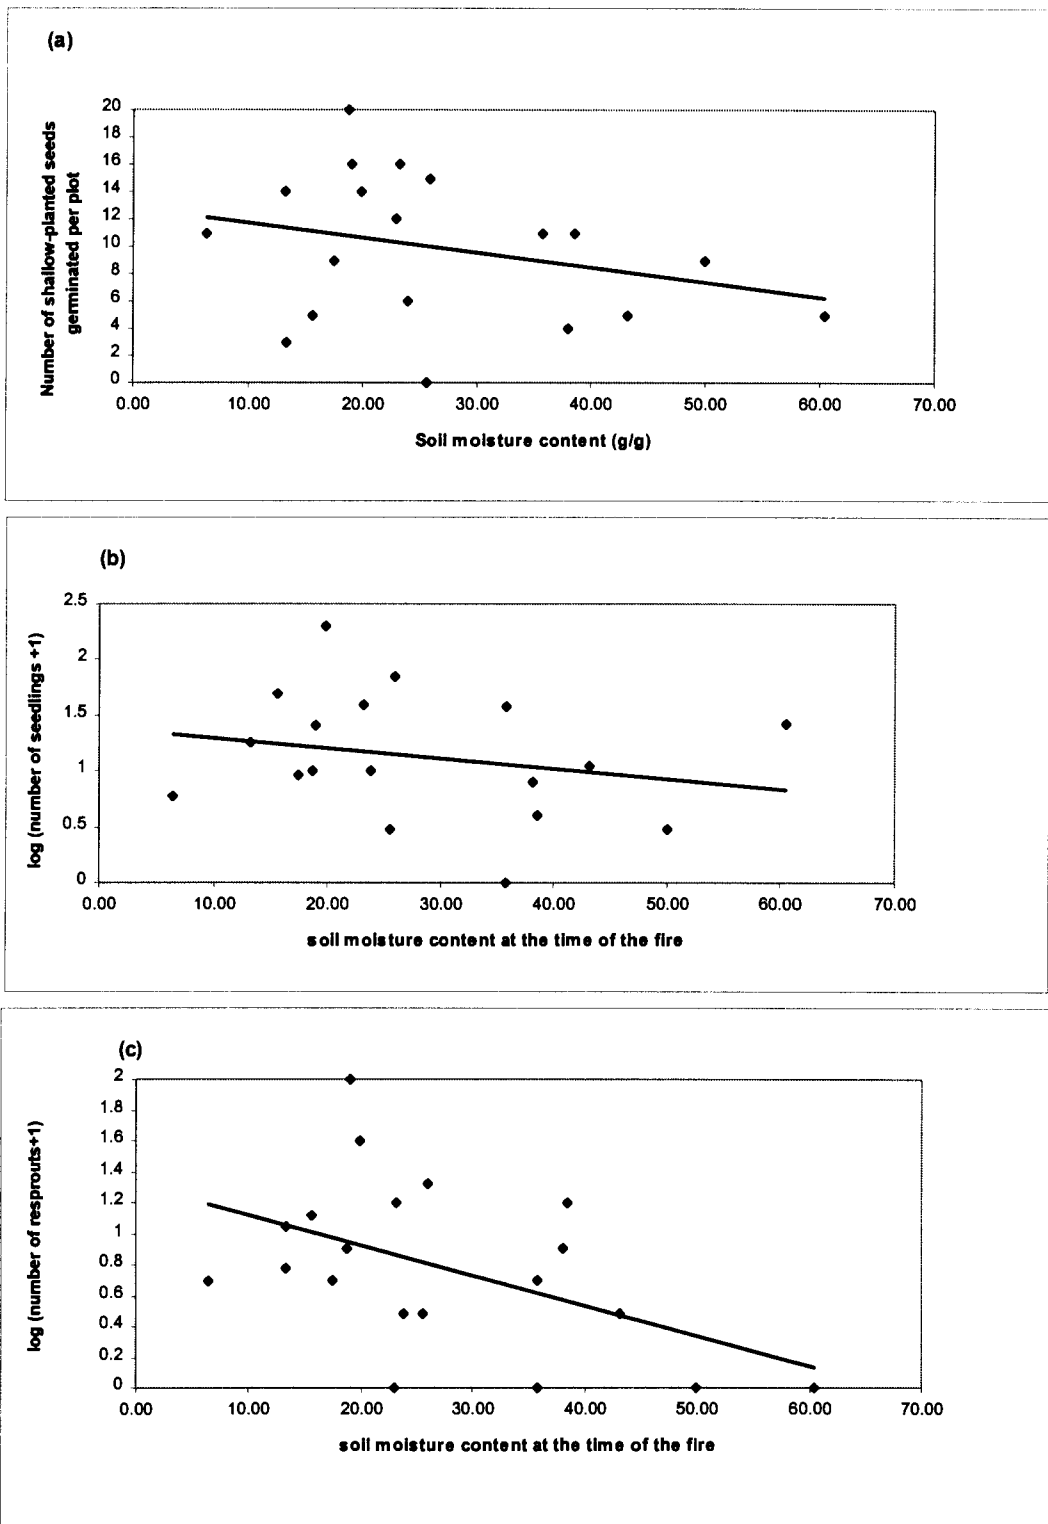 (a)
Number of shallow-planted seeds
germinated per plot
20
18
16
14
12
10
8
6
4
2
0
0.00 10.00 20.00 30.00 40.00 50.00 60.00 70.00
Soil moisture content (g/g)
(b)
log (number of seedlings +1)
2.5
2
1.5
1
0.5
0
0.00 10.00 20.00 30.00 40.00 50.00 60.00 70.00
soil moisture content at the time of the fire
(c)
log (number of resprouts+1)
2
1.8
1.6
1.4
1.2
1
0.8
0.6
0.4
0.2
0
0.00 10.00 20.00 30.00 40.00 50.00 60.00 70.00
soil moisture content at the time of the fire